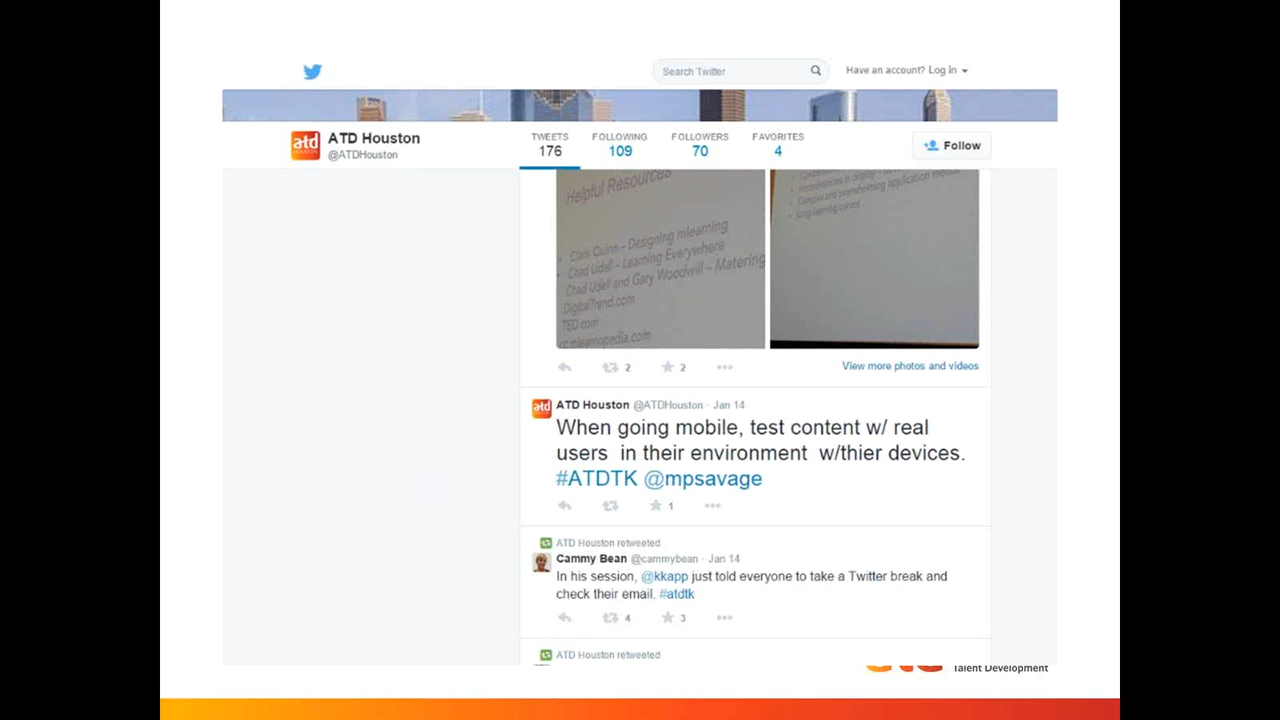 Search Twitter
Have an account? Log in
atd
HOUSTON
ATD Houston
@ATDHouston
TWEETS
176
FOLLOWING
109
FOLLOWERS
70
FAVORITES
4
Follow
Helpful Resources
• Clark Quinn – Designing mlearning
• Chad Udell – Learning Everywhere
Chad Udell and Gary Woodwill – Matering
DigitalTrend.com
TED.com
mlearnopedia.com
• Complex and overwhelming application menus
• Long learning curves
2
2
View more photos and videos
atd
ATD Houston @ATDHouston · Jan 14
When going mobile, test content w/ real
users in their environment w/thier devices.
#ATDTK @mpsavage
1
ATD Houston retweeted
Cammy Bean @cammybean · Jan 14
In his session, @kkapp just told everyone to take a Twitter break and
check their email. #atdtk
4
3
ATD Houston retweeted
Talent Development